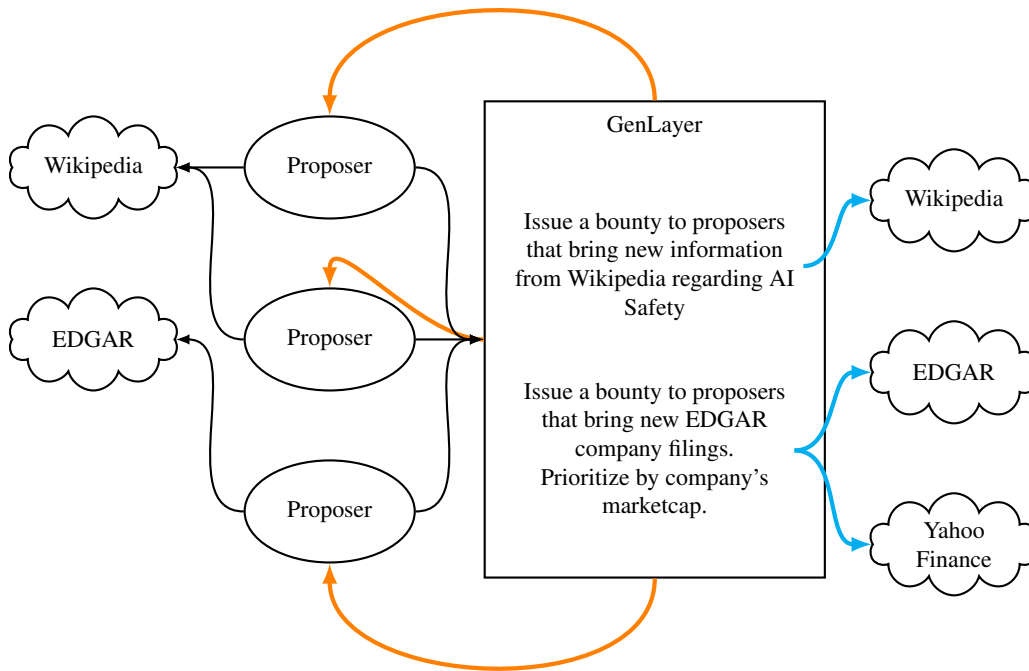 Wikipedia
EDGAR
Proposer
Proposer
Proposer
GenLayer
Issue a bounty to proposers
that bring new information
from Wikipedia regarding AI
Safety
Issue a bounty to proposers
that bring new EDGAR
company filings.
Prioritize by company’s
marketcap.
Wikipedia
EDGAR
Yahoo
Finance